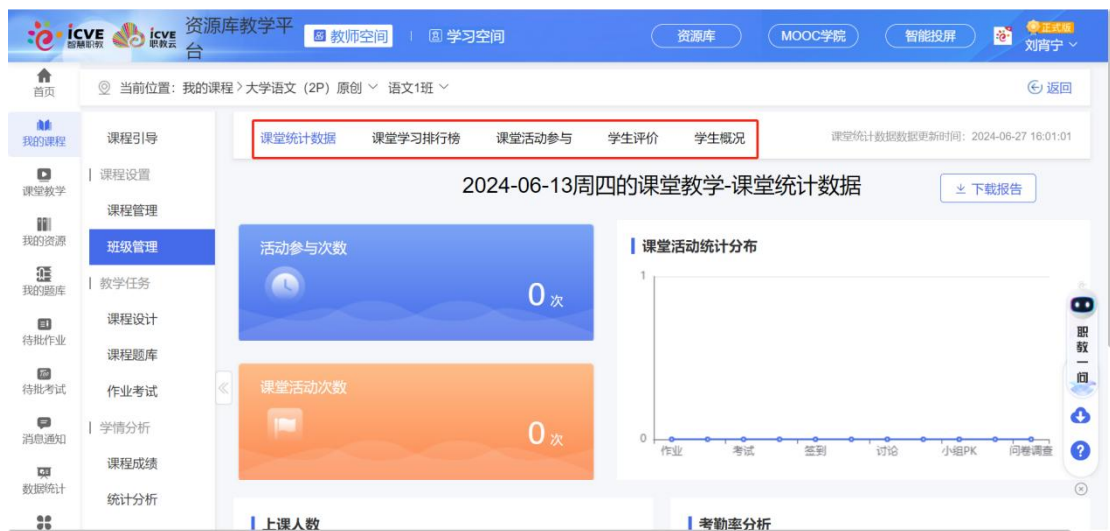 icve 智慧职教 icve 职教云 资源库教学平台 教师空间 学习空间 资源库 MOOC学院 智能投屏 正式版 刘宵宁
首页
当前位置：我的课程>大学语文（2P）原创 语文1班 返回
我的课程
课堂教学
我的资源
我的题库
待批作业
待批考试
消息通知
数据统计
课程引导
课程设置
课程管理
班级管理
教学任务
课程设计
课程题库
作业考试
学情分析
课程成绩
统计分析
课堂统计数据 课堂学习排行榜 课堂活动参与 学生评价 学生概况 课堂统计数据数据更新时间：2024-06-27 16:01:01
2024-06-13周四的课堂教学-课堂统计数据 下载报告
活动参与次数
0 次
课堂活动次数
0 次
课堂活动统计分布
1
0
作业 考试 签到 讨论 小组PK 问卷调查
上课人数 考勤率分析
职教一问